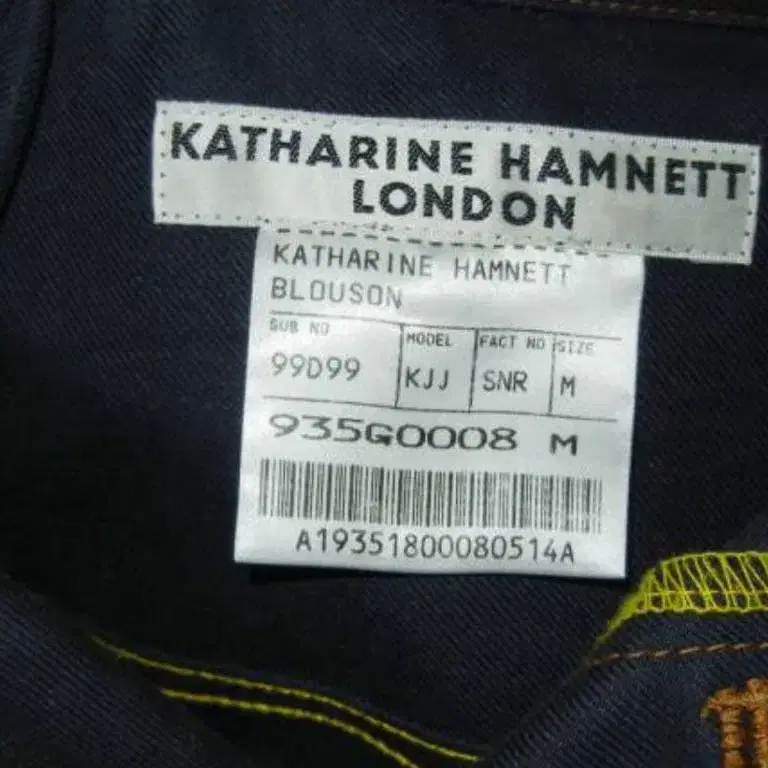 KATHARINE HAMNETT
LONDON
KATHARINE HAMNETT
BLOUSON
SUB NO MODEL FACT NO SIZE
99D99 KJJ SNR M
935G0008 M
A19351800080514A